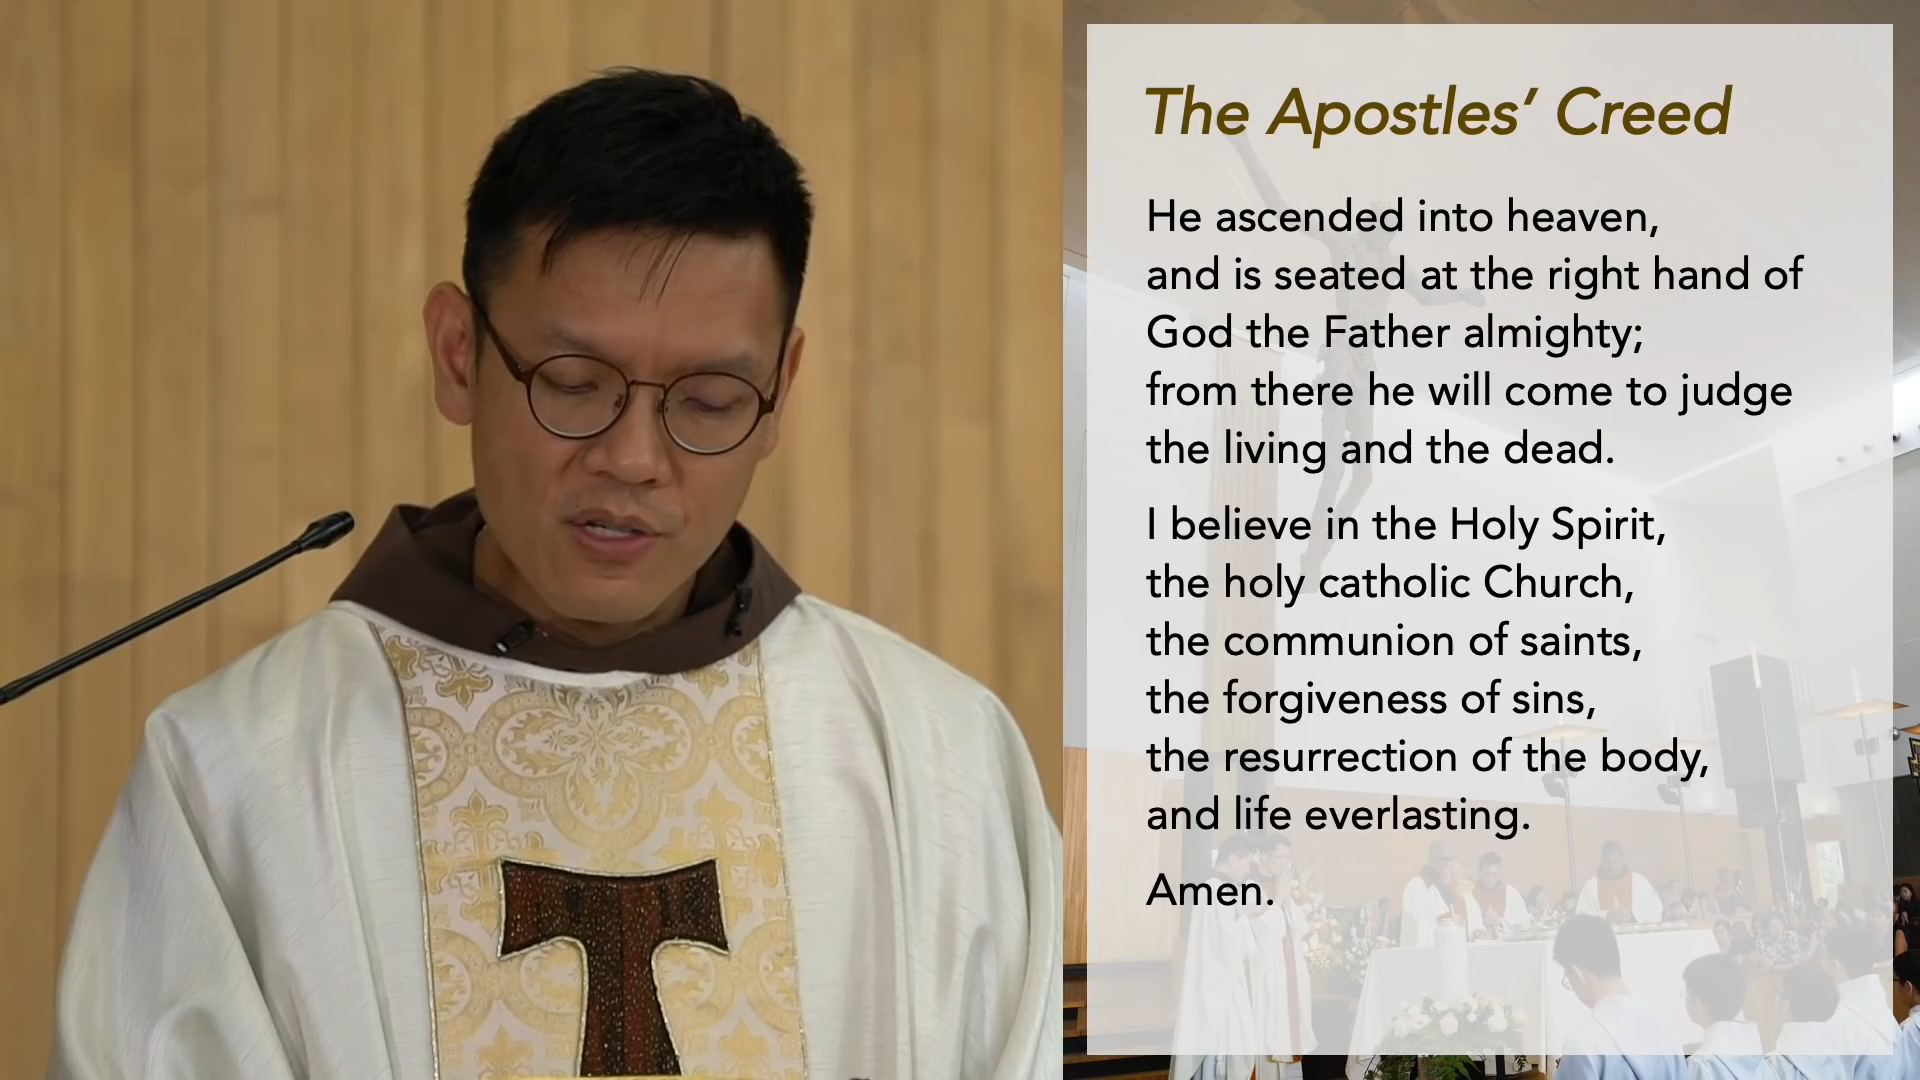 The Apostles’ Creed
He ascended into heaven,
and is seated at the right hand of
God the Father almighty;
from there he will come to judge
the living and the dead.
I believe in the Holy Spirit,
the holy catholic Church,
the communion of saints,
the forgiveness of sins,
the resurrection of the body,
and life everlasting.
Amen.